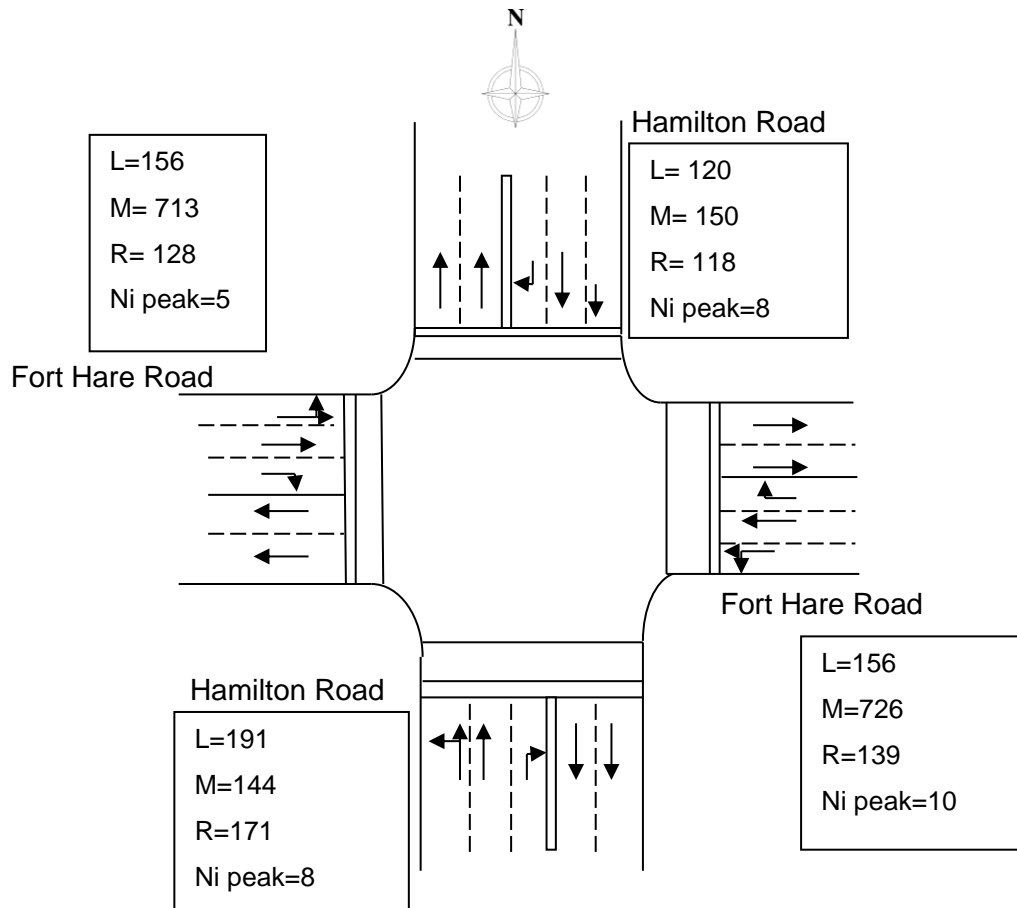 N
Hamilton Road
L=156
M= 713
R= 128
Ni peak=5
L= 120
M= 150
R= 118
Ni peak=8
Fort Hare Road
Fort Hare Road
Hamilton Road
L=191
M=144
R=171
Ni peak=8
L=156
M=726
R=139
Ni peak=10